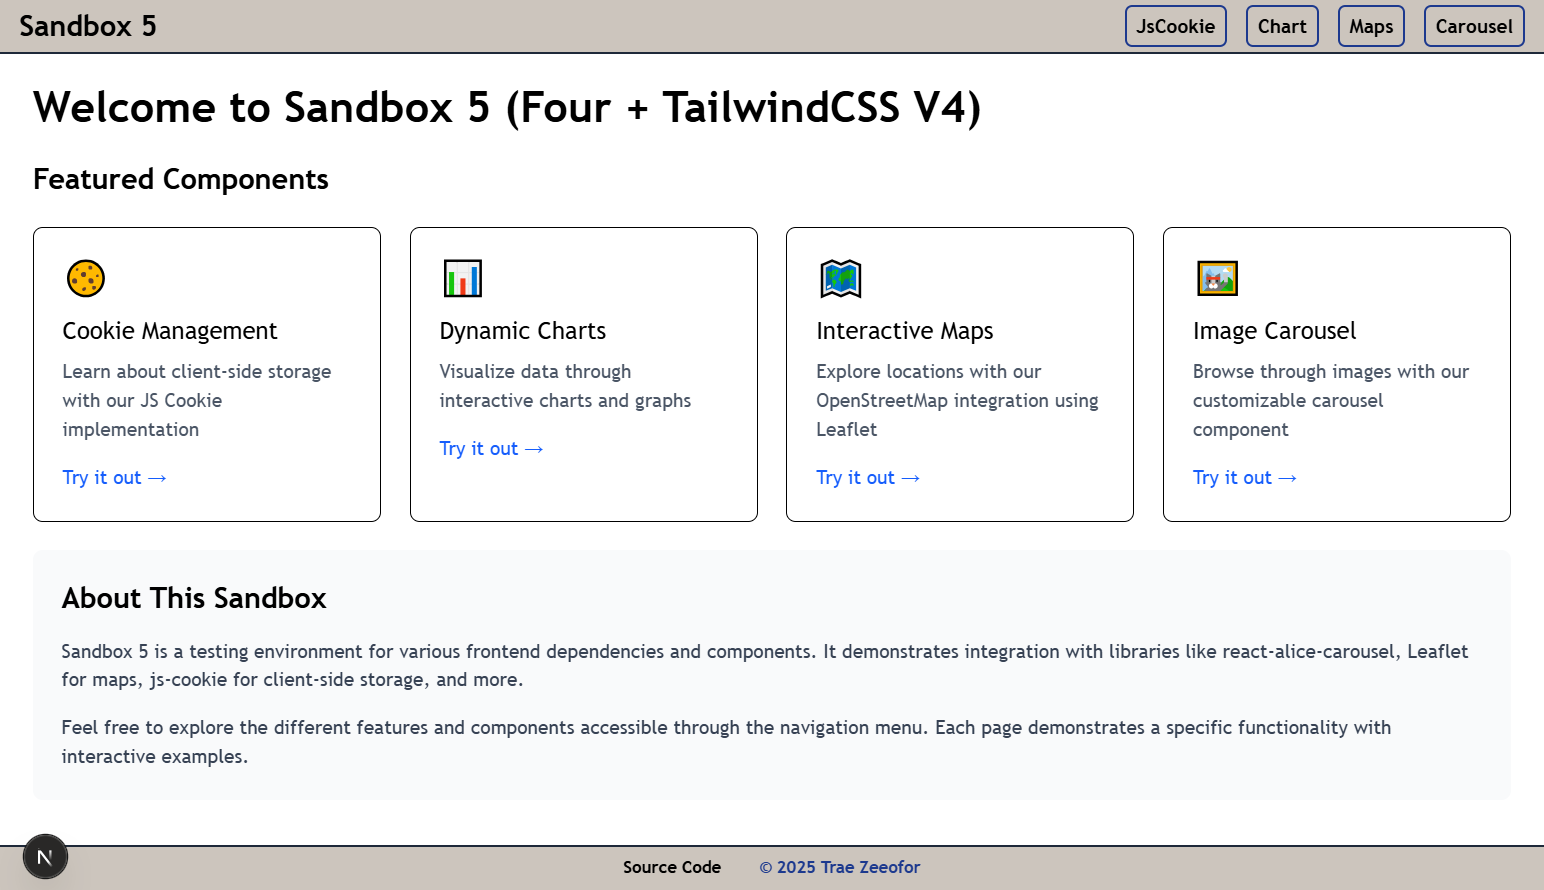 Sandbox 5
JsCookie
Chart
Maps
Carousel
Welcome to Sandbox 5 (Four + TailwindCSS V4)
Featured Components
Cookie Management
Learn about client-side storage
with our JS Cookie
implementation
Try it out →
Dynamic Charts
Visualize data through
interactive charts and graphs
Try it out →
Interactive Maps
Explore locations with our
OpenStreetMap integration using
Leaflet
Try it out →
Image Carousel
Browse through images with our
customizable carousel
component
Try it out →
About This Sandbox
Sandbox 5 is a testing environment for various frontend dependencies and components. It demonstrates integration with libraries like react-alice-carousel, Leaflet
for maps, js-cookie for client-side storage, and more.
Feel free to explore the different features and components accessible through the navigation menu. Each page demonstrates a specific functionality with
interactive examples.
N
Source Code
© 2025 Trae Zeeofor